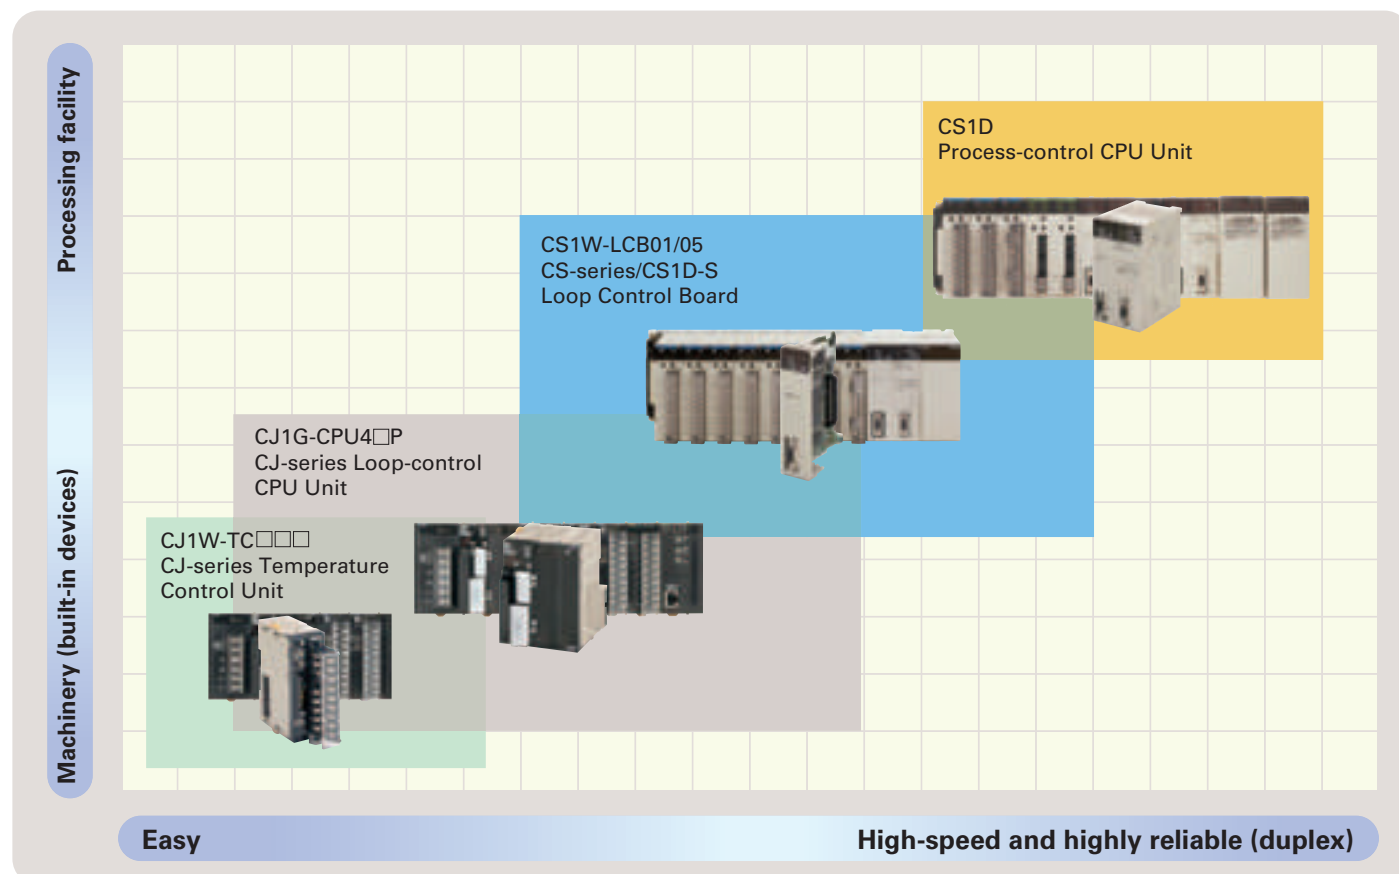 Processing facility
Machinery (built-in devices)
CS1D
Process-control CPU Unit
CS1W-LCB01/05
CS-series/CS1D-S
Loop Control Board
CJ1G-CPU4□P
CJ-series Loop-control
CPU Unit
CJ1W-TC□□□
CJ-series Temperature
Control Unit
Easy
High-speed and highly reliable (duplex)